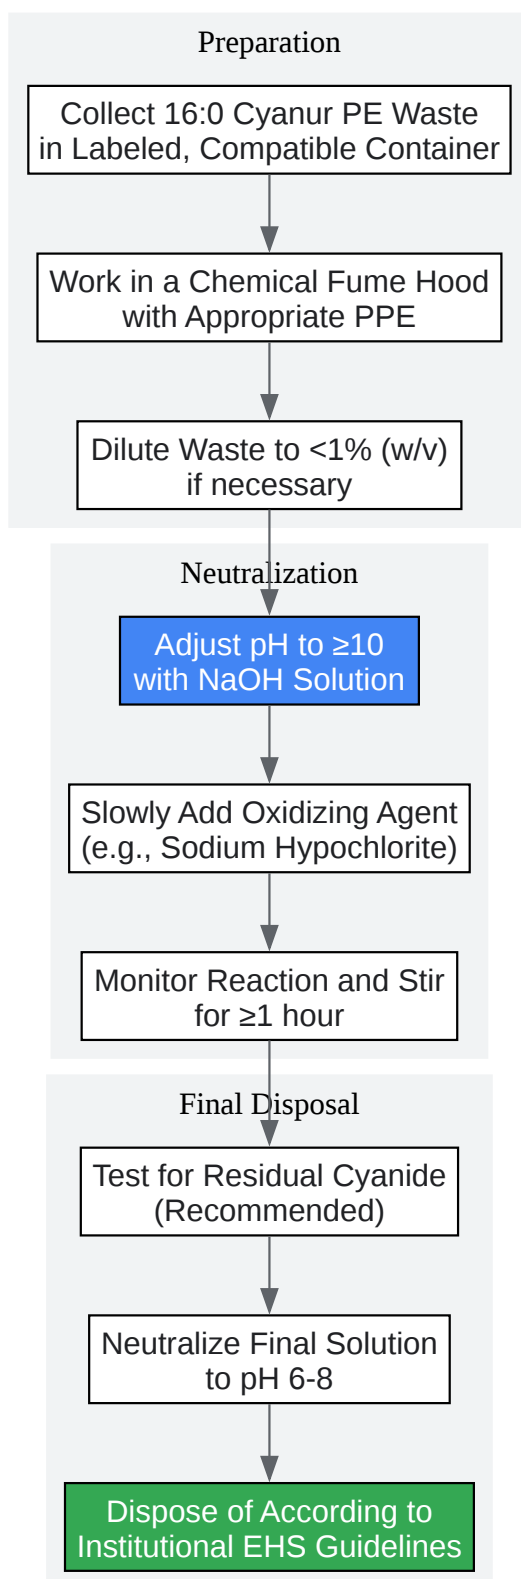 Preparation
Collect 16:0 Cyanur PE Waste
in Labeled, Compatible Container
Work in a Chemical Fume Hood
with Appropriate PPE
Dilute Waste to <1% (w/v)
if necessary
Neutralization
Adjust pH to ≥10
with NaOH Solution
Slowly Add Oxidizing Agent
(e.g., Sodium Hypochlorite)
Monitor Reaction and Stir
for ≥1 hour
Final Disposal
Test for Residual Cyanide
(Recommended)
Neutralize Final Solution
to pH 6-8
Dispose of According to
Institutional EHS Guidelines